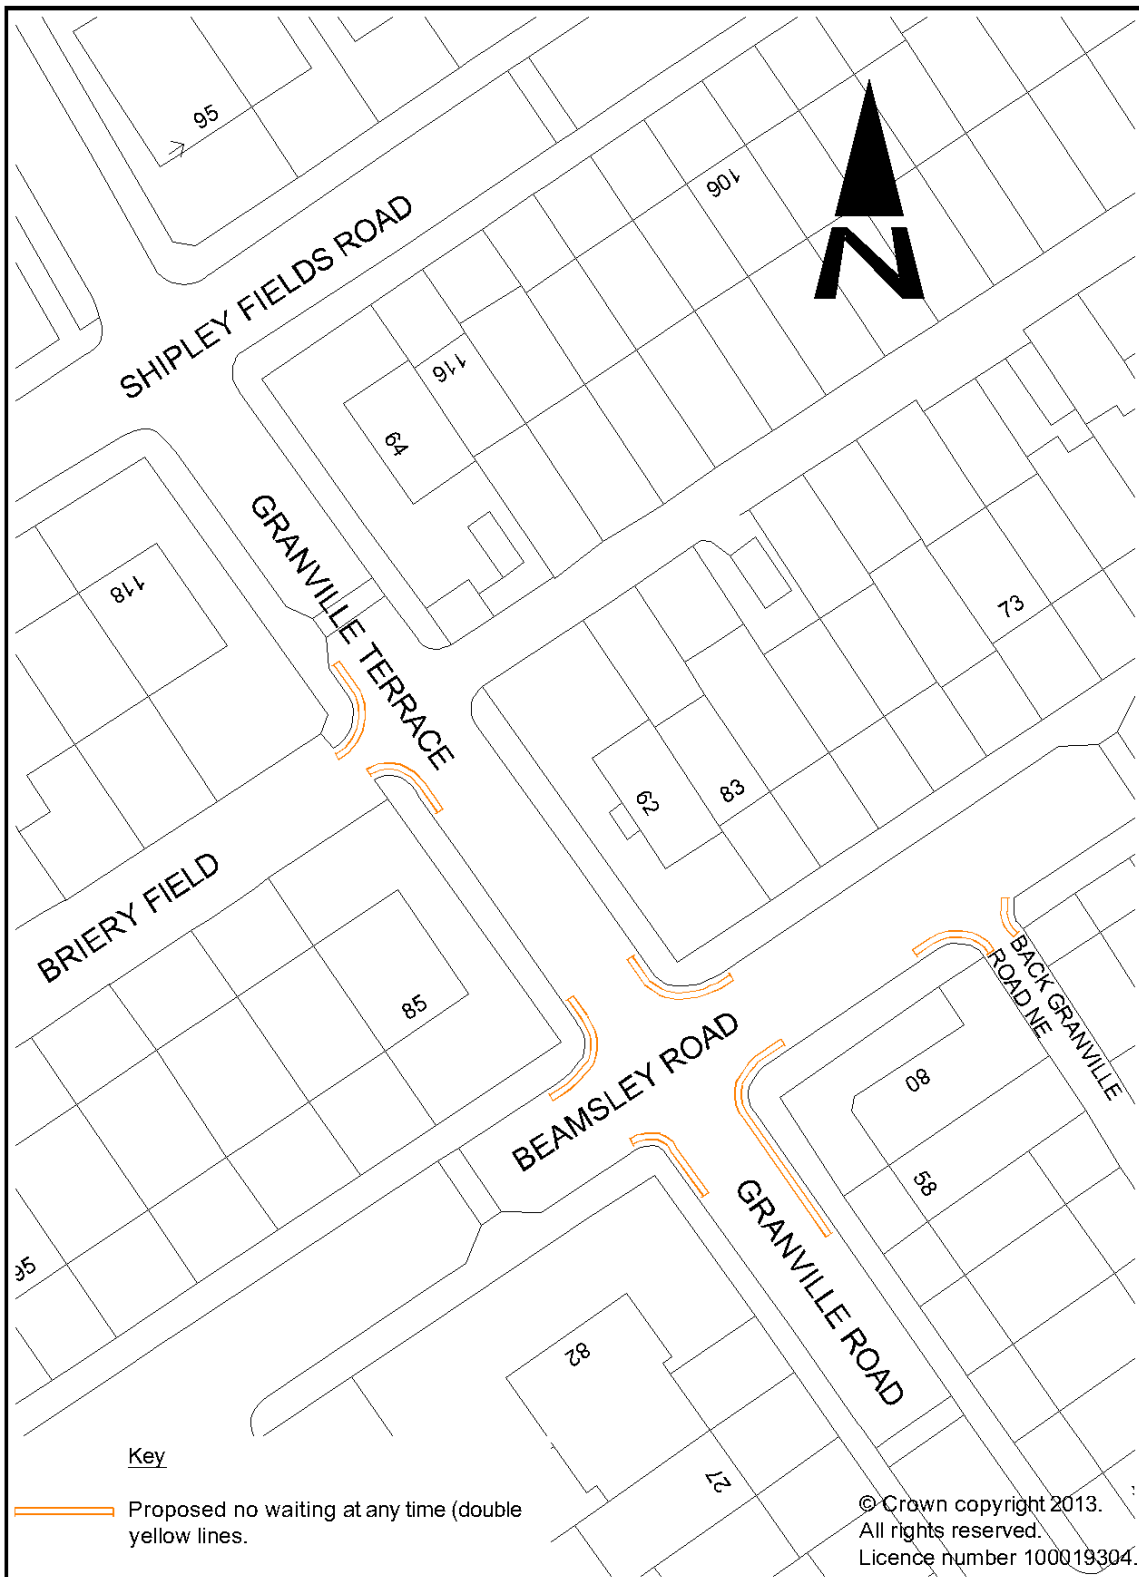 95
SHIPLEY FIELDS ROAD
106
N
116
64
GRANVILLE TERRACE
118
73
62
83
BRIERY FIELD
85
BACK GRANVILLE
ROAD NE
BEAMSLEY ROAD
80
58
GRANVILLE ROAD
95
82
27
Key
Proposed no waiting at any time (double
yellow lines.
© Crown copyright 2013.
All rights reserved.
Licence number 100019304.